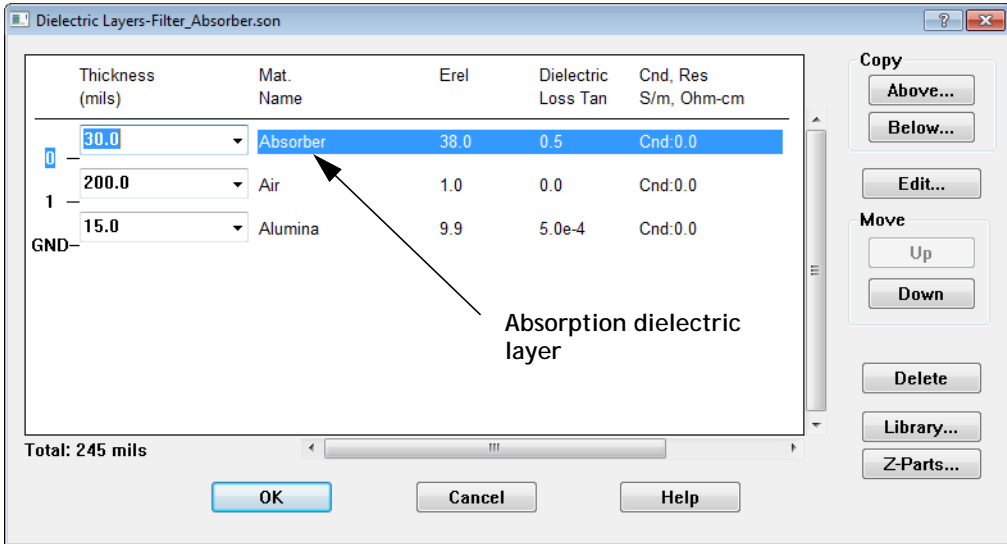 Dielectric Layers-Filter_Absorber.son
Thickness (mils) Mat. Name Erel Dielectric Loss Tan Cnd, Res S/m, Ohm-cm
30.0 Absorber 38.0 0.5 Cnd:0.0
0
200.0 Air 1.0 0.0 Cnd:0.0
1
15.0 Alumina 9.9 5.0e-4 Cnd:0.0
GND
Absorption dielectric
layer
Total: 245 mils
OK Cancel Help
Copy
Above...
Below...
Edit...
Move
Up
Down
Delete
Library...
Z-Parts...